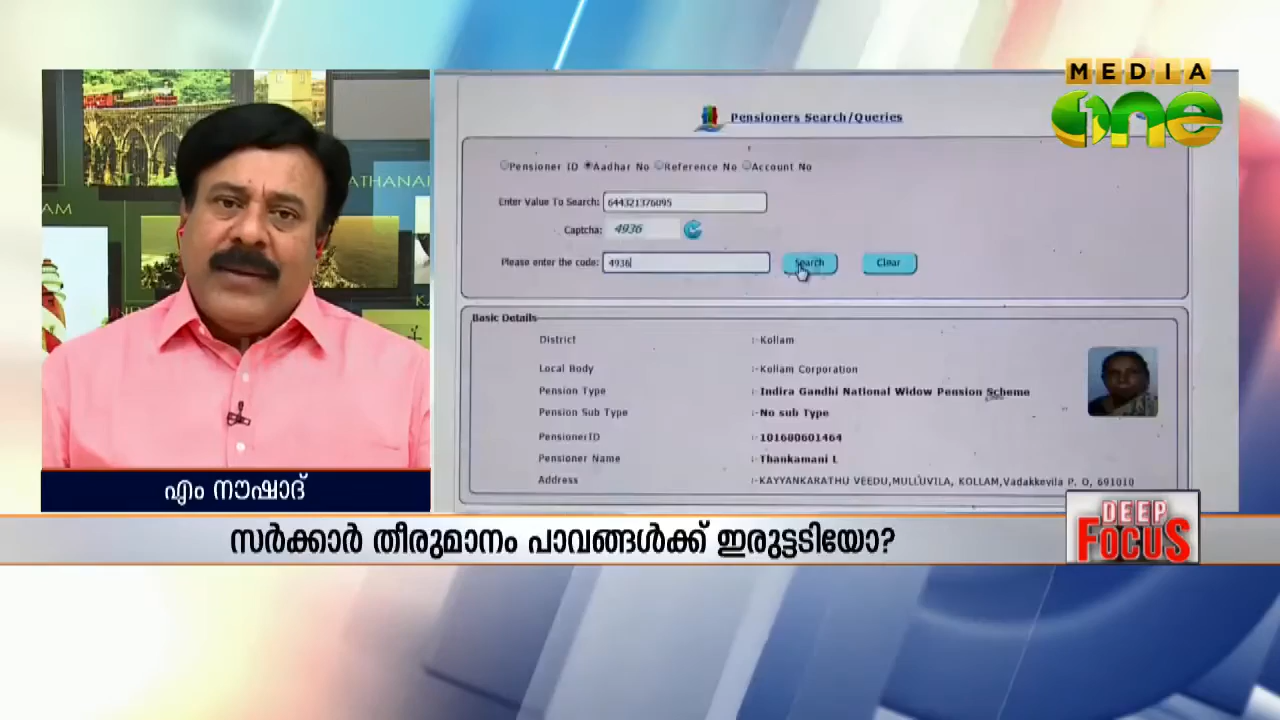 MEDIA
one
ATHANA
AM
Pensioners Search/Queries
Pensioner ID Aadhar No Reference No Account No
Enter Value To Search: 644321376095
Captcha: 4936
Please enter the code: 4936 Search Clear
Basic Details
District :-Kollam
Local Body :-Kollam Corporation
Pension Type :-Indira Gandhi National Widow Pension Scheme
Pension Sub Type :-No sub Type
PensionerID :-101680601464
Pensioner Name :-Thankamani L
Address :-KAYYANKARATHU VEEDU,MULLUVILA, KOLLAM,Vadakkevila P. O, 691010
എം നൗഷാദ്
സർക്കാർ തീരുമാനം പാവങ്ങൾക്ക് ഇരുട്ടടിയോ?
DEEP
FOCUS